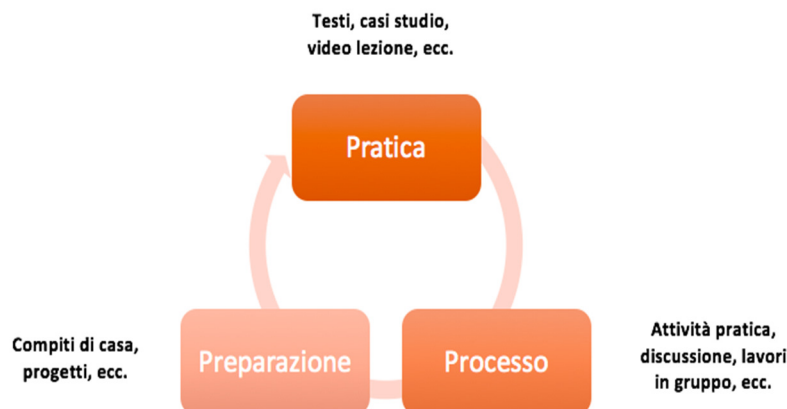 Testi, casi studio,
video lezione, ecc.
Pratica
Compiti di casa,
progetti, ecc.
Preparazione
Processo
Attività pratica,
discussione, lavori
in gruppo, ecc.